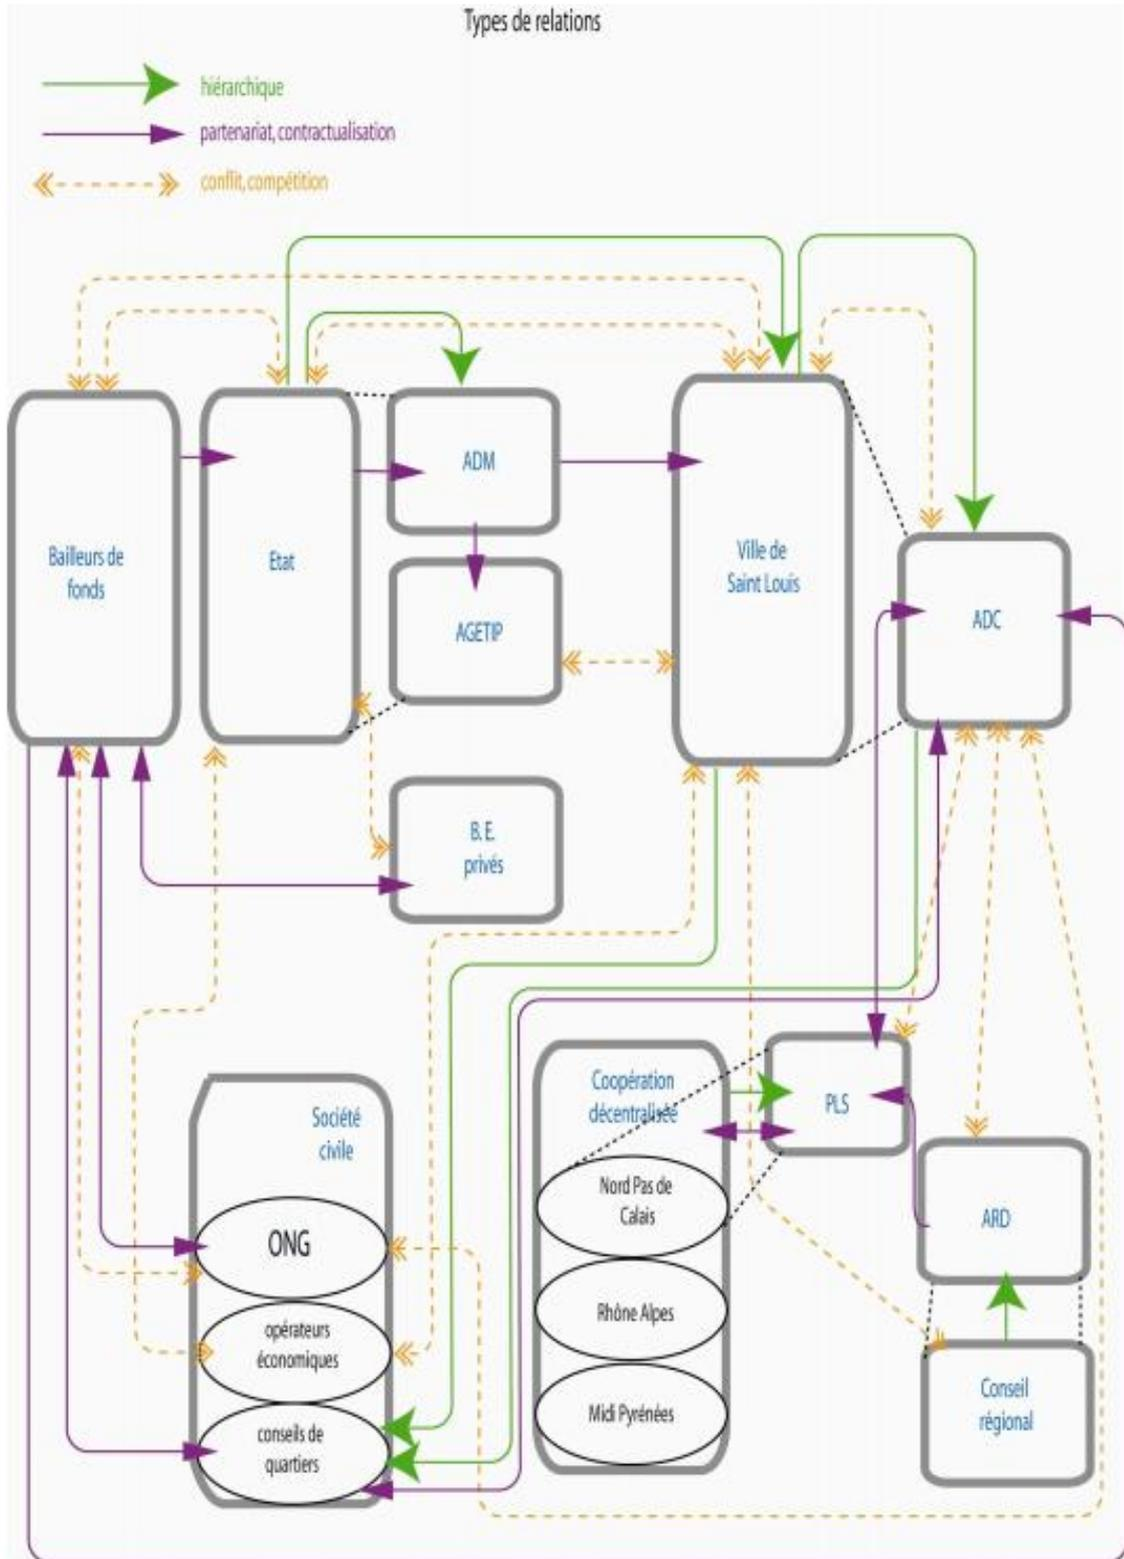 Types de relations
hiérarchique
partenariat, contractualisation
conflit, compétition
Bailleurs de
fonds
Etat
ADM
AGETIP
Ville de
Saint Louis
ADC
B. E.
privés
Société
civile
ONG
opérateurs
économiques
conseils de
quartiers
Coopération
décentralisée
Nord Pas de
Calais
Rhône Alpes
Midi Pyrénées
PLS
ARD
Conseil
régional